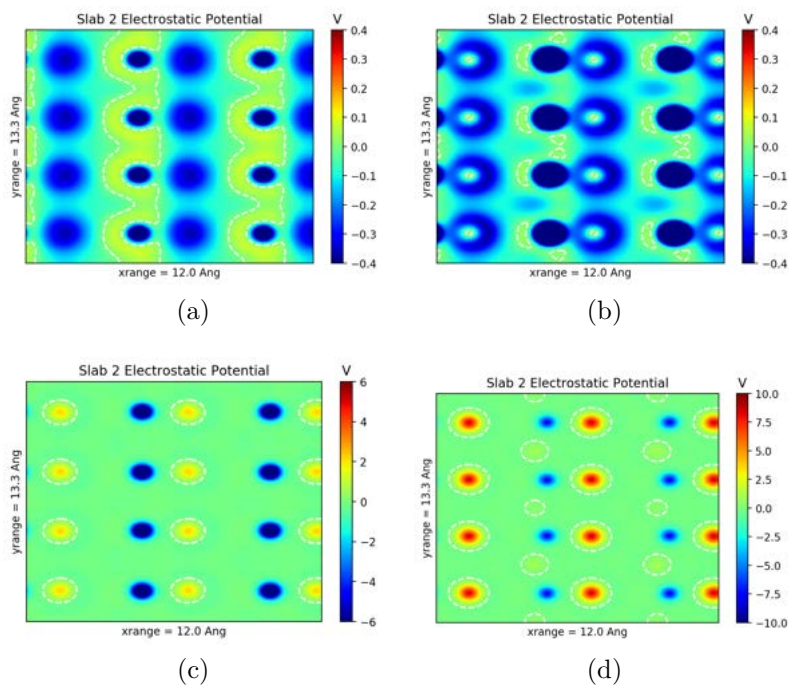 Slab 2 Electrostatic Potential
V
0.4
0.3
0.2
0.1
0.0
−0.1
−0.2
−0.3
−0.4
yrange = 13.3 Ang
xrange = 12.0 Ang
(a)
Slab 2 Electrostatic Potential
V
0.4
0.3
0.2
0.1
0.0
−0.1
−0.2
−0.3
−0.4
yrange = 13.3 Ang
xrange = 12.0 Ang
(b)
Slab 2 Electrostatic Potential
V
6
4
2
0
−2
−4
−6
yrange = 13.3 Ang
xrange = 12.0 Ang
(c)
Slab 2 Electrostatic Potential
V
10.0
7.5
5.0
2.5
0.0
−2.5
−5.0
−7.5
−10.0
yrange = 13.3 Ang
xrange = 12.0 Ang
(d)